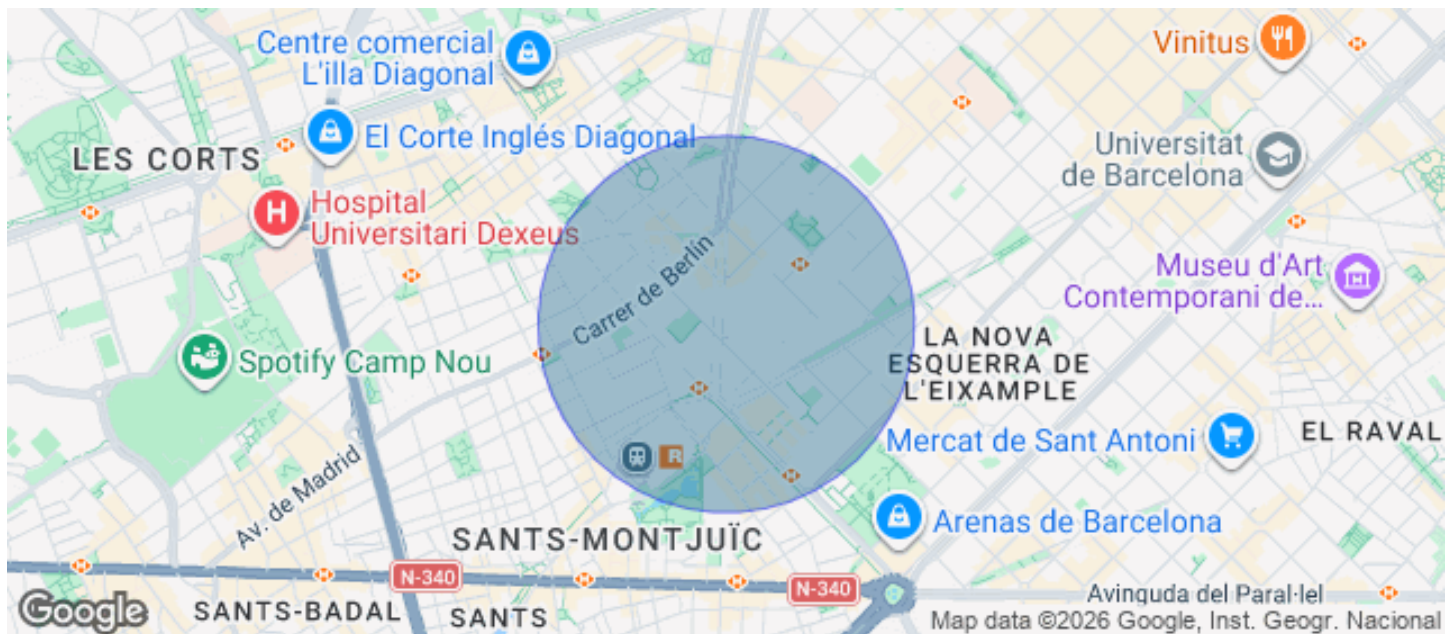 Centre comercial
L'illa Diagonal
Vinitus
El Corte Inglés Diagonal
LES CORTS
Universitat
de Barcelona
H
Hospital
Universitari Dexeus
Carrer de Berlín
Museu d'Art
Contemporani de...
Spotify Camp Nou
LA NOVA
ESQUERRA DE
L'EIXAMPLE
Mercat de Sant Antoni
EL RAVAL
R
Av. de Madrid
Arenas de Barcelona
SANTS-MONTJUÏC
N-340
N-340
Avinguda del Paral·lel
SANTS-BADAL
SANTS
Google
Map data ©2026 Google, Inst. Geogr. Nacional